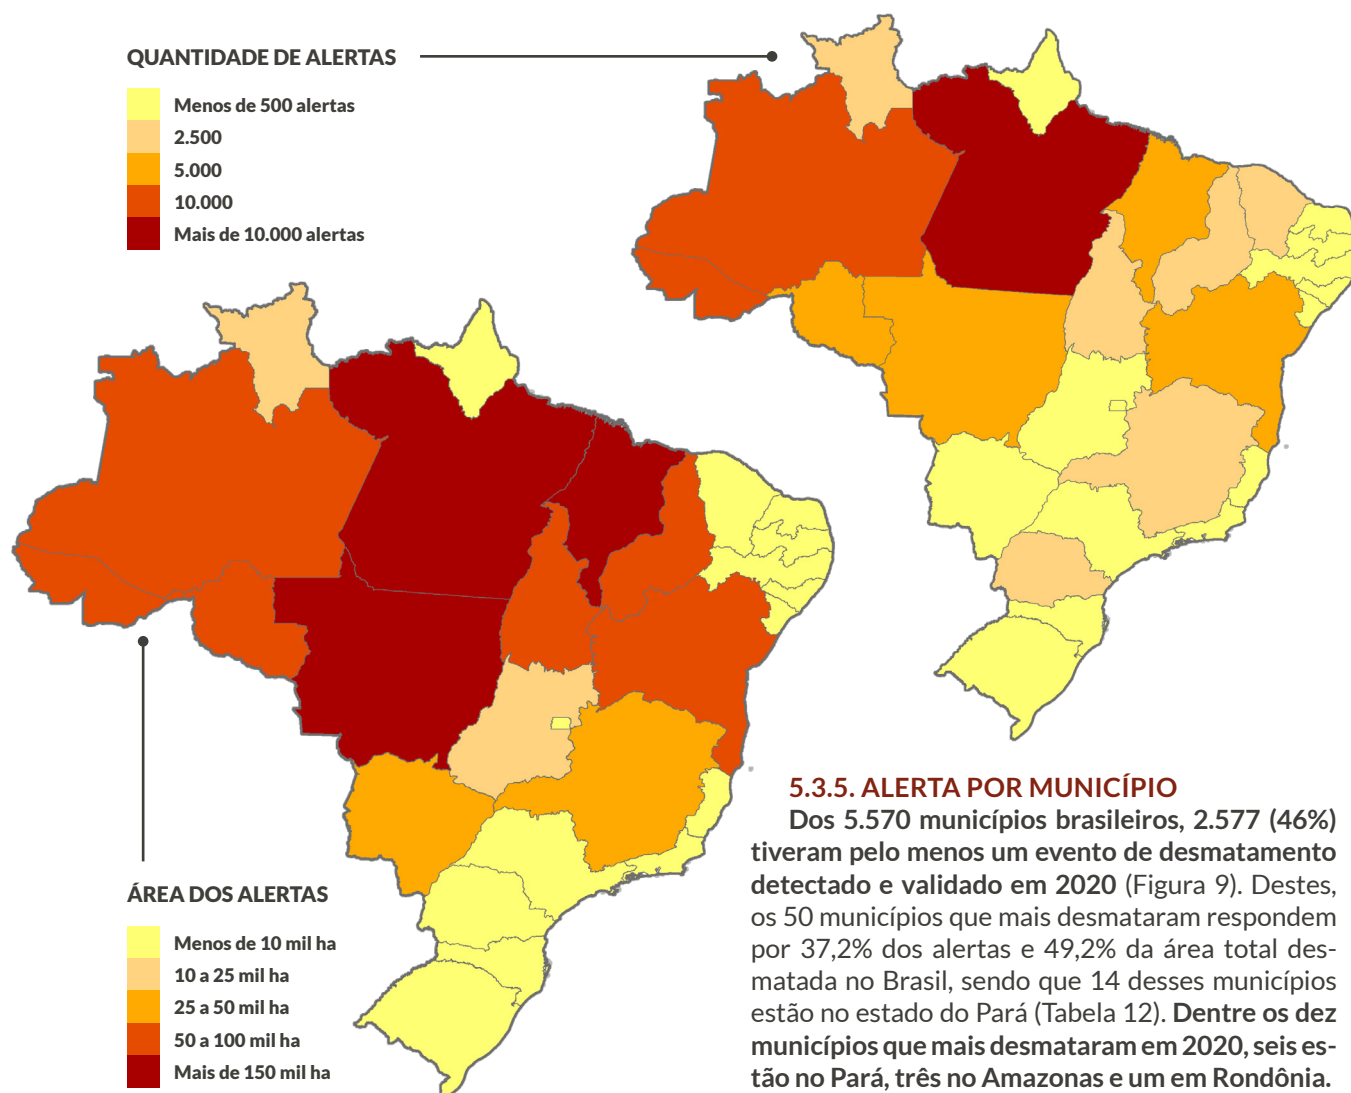 QUANTIDADE DE ALERTAS
Menos de 500 alertas
2.500
5.000
10.000
Mais de 10.000 alertas
ÁREA DOS ALERTAS
Menos de 10 mil ha
10 a 25 mil ha
25 a 50 mil ha
50 a 100 mil ha
Mais de 150 mil ha
5.3.5. ALERTA POR MUNICÍPIO
Dos 5.570 municípios brasileiros, 2.577 (46%)
tiveram pelo menos um evento de desmatamento
detectado e validado em 2020 (Figura 9). Destes,
os 50 municípios que mais desmataram respondem
por 37,2% dos alertas e 49,2% da área total des-
matada no Brasil, sendo que 14 desses municípios
estão no estado do Pará (Tabela 12). Dentre os dez
municípios que mais desmataram em 2020, seis es-
tão no Pará, três no Amazonas e um em Rondônia.